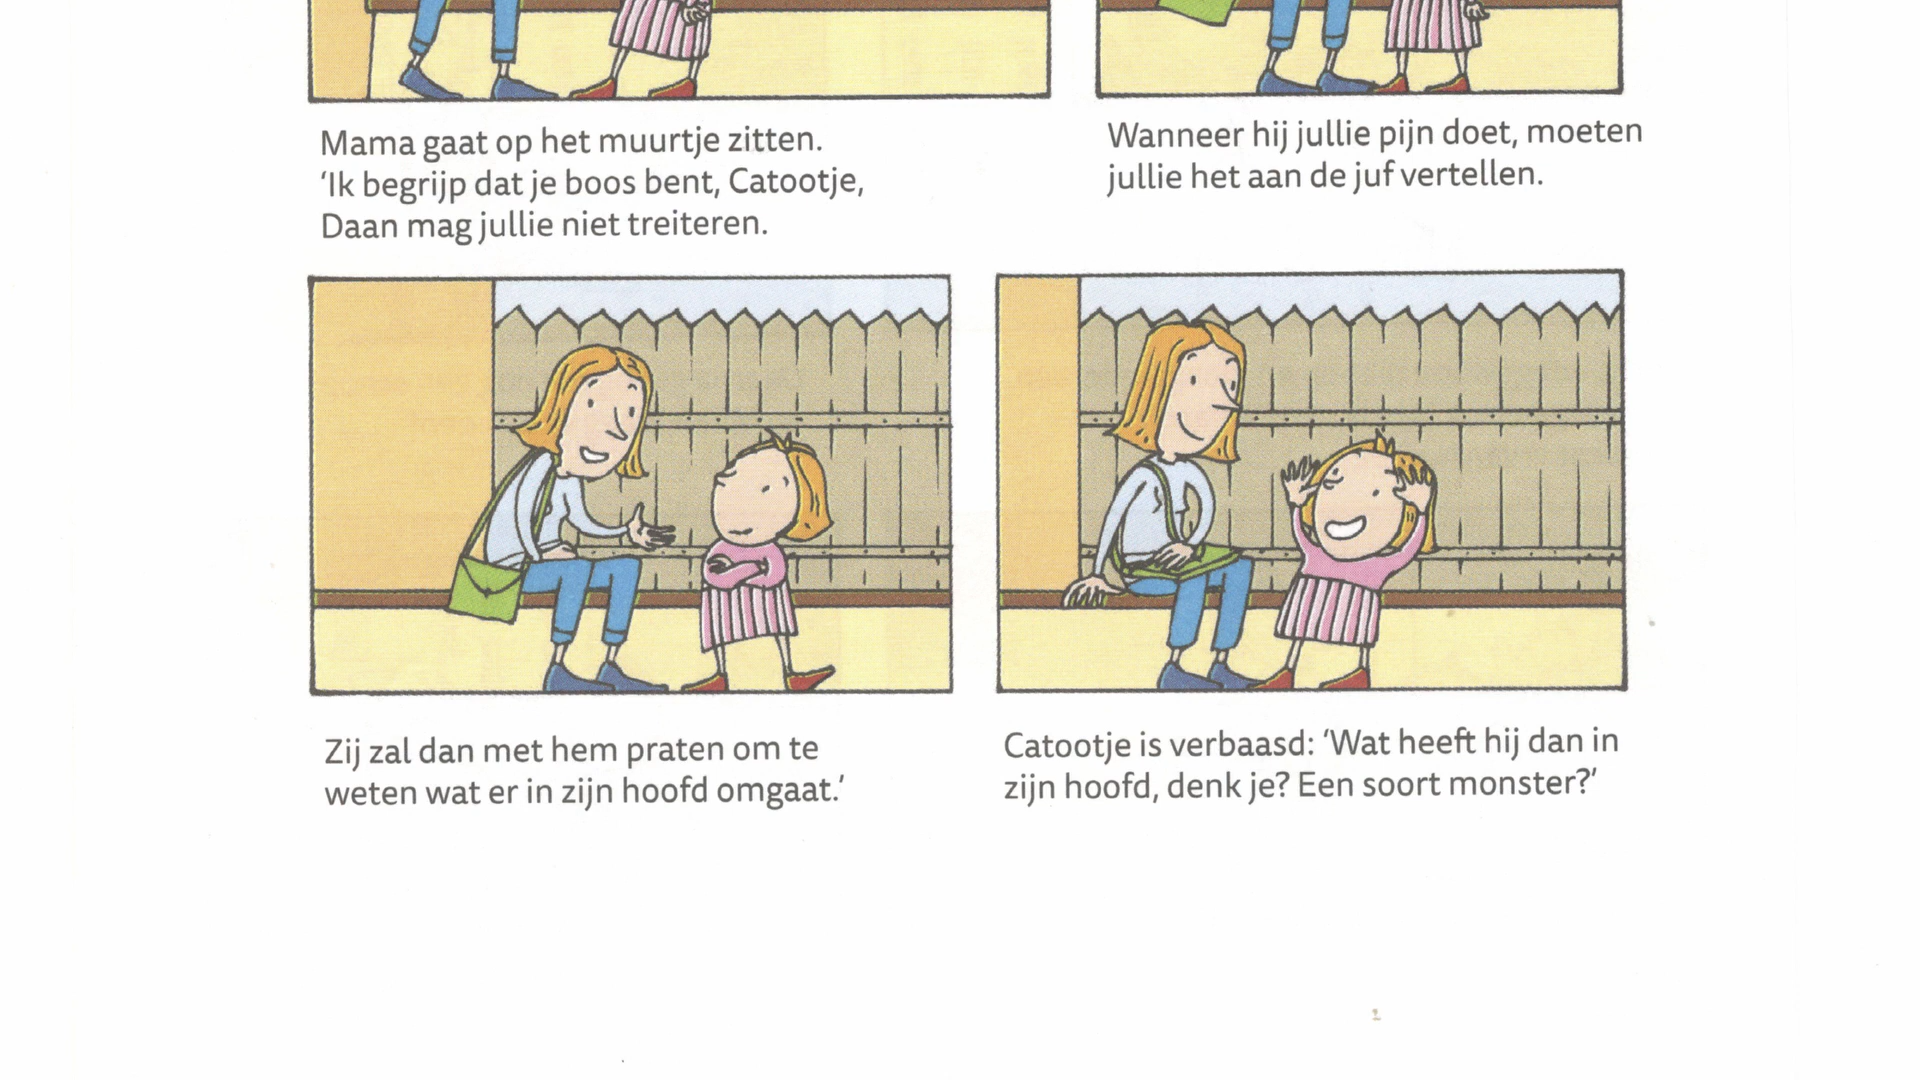 Mama gaat op het muurtje zitten.
‘Ik begrijp dat je boos bent, Catootje,
Daan mag jullie niet treiteren.
Wanneer hij jullie pijn doet, moeten
jullie het aan de juf vertellen.
Zij zal dan met hem praten om te
weten wat er in zijn hoofd omgaat.’
Catootje is verbaasd: ‘Wat heeft hij dan in
zijn hoofd, denk je? Een soort monster?’